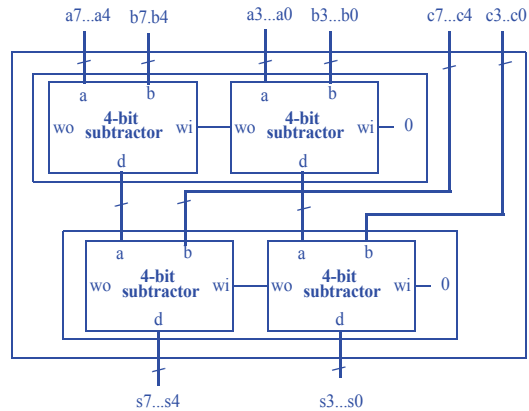 a7...a4 b7.b4 a3...a0 b3...b0 c7...c4 c3..c0
a b a b
4-bit 4-bit
wo subtractor wi wo subtractor wi 0
d d
a b a b
4-bit 4-bit
wo subtractor wi wo subtractor wi 0
d d
s7...s4 s3...s0